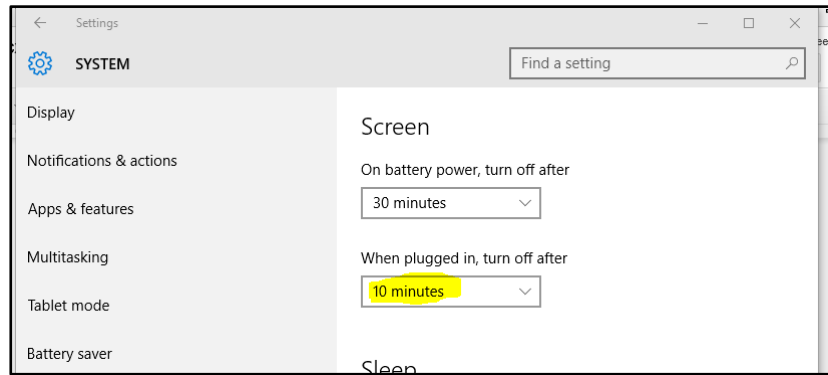 Settings
SYSTEM
Find a setting
Display
Notifications & actions
Apps & features
Multitasking
Tablet mode
Battery saver
Screen
On battery power, turn off after
30 minutes
When plugged in, turn off after
10 minutes
Sleep